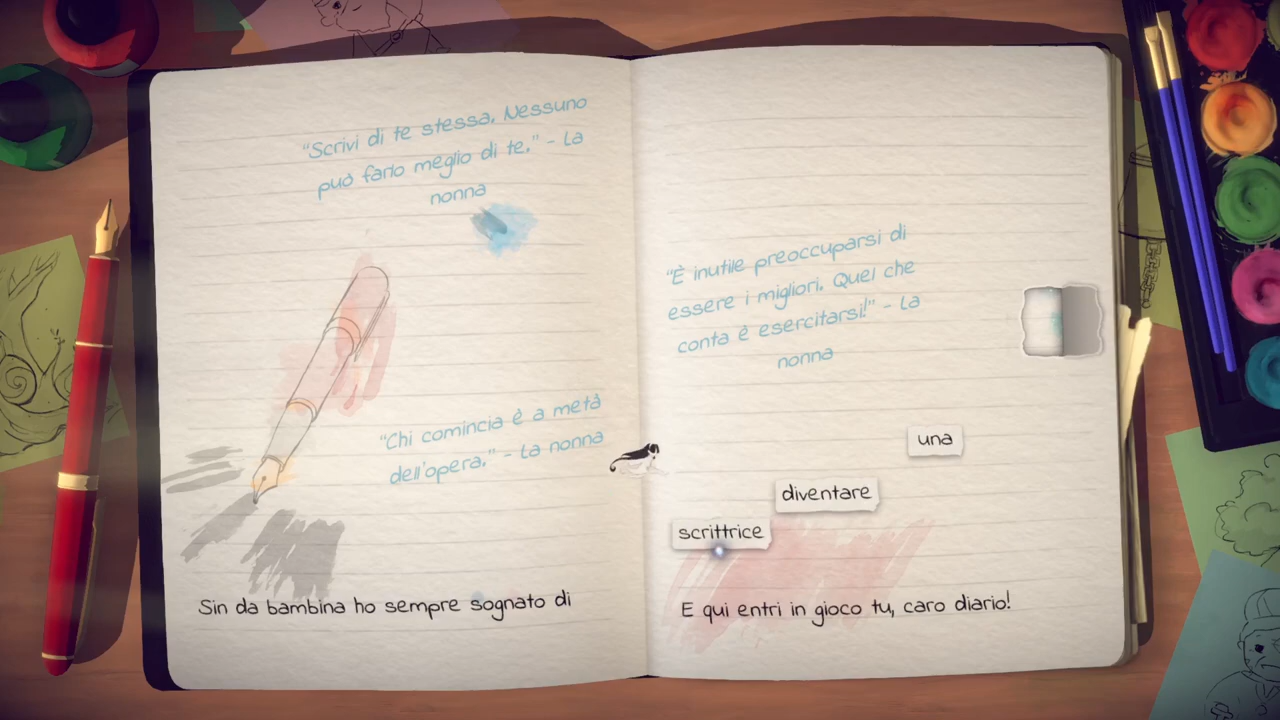 "Scrivi di te stessa. Nessuno
può farlo meglio di te." - La
nonna
"Chi comincia è a metà
dell'opera." - La nonna
Sin da bambina ho sempre sognato di
"È inutile preoccuparsi di
essere i migliori. Quel che
conta è esercitarsi!" - La
nonna
una
diventare
scrittrice
E qui entri in gioco tu, caro diario!